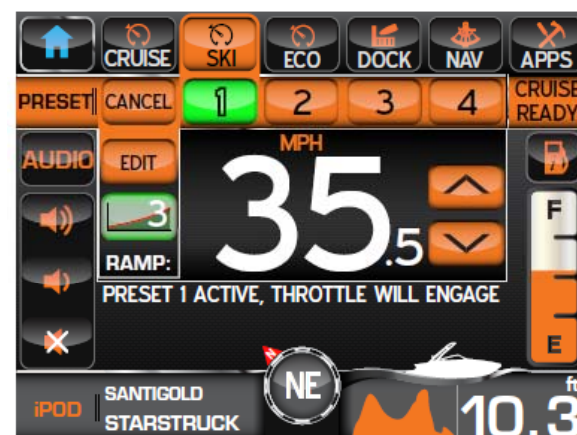 CRUISE SKI ECO DOCK NAV APPS
PRESET CANCEL 1 2 3 4 CRUISE READY
AUDIO EDIT MPH
35.5
3
F
RAMP:
PRESET 1 ACTIVE, THROTTLE WILL ENGAGE
E
N
NE
ft
iPOD SANTIGOLD
STARSTRUCK
10.3